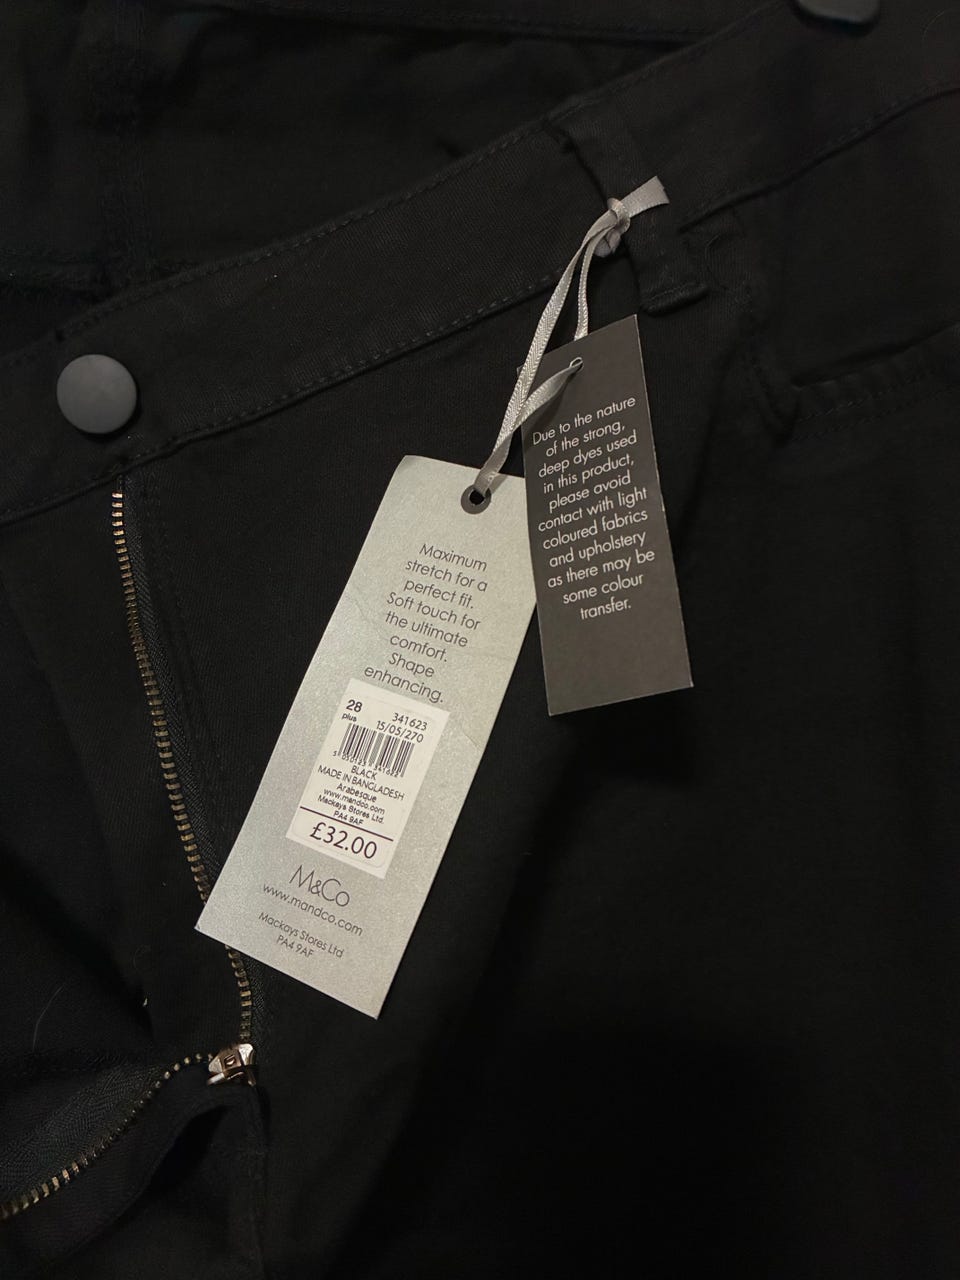 Due to the nature
of the strong,
deep dyes used
in this product,
please avoid
contact with light
coloured fabrics
and upholstery
as there may be
some colour
transfer.
Maximum
stretch for a
perfect fit.
Soft touch for
the ultimate
comfort.
Shape
enhancing.
28 341623
plus 15/05/270
BLACK
MADE IN BANGLADESH
Arabesque
www.mandco.com
Mackays Stores Ltd.
PA4 9AF
£32.00
M&Co
www.mandco.com
Mackays Stores Ltd
PA4 9AF